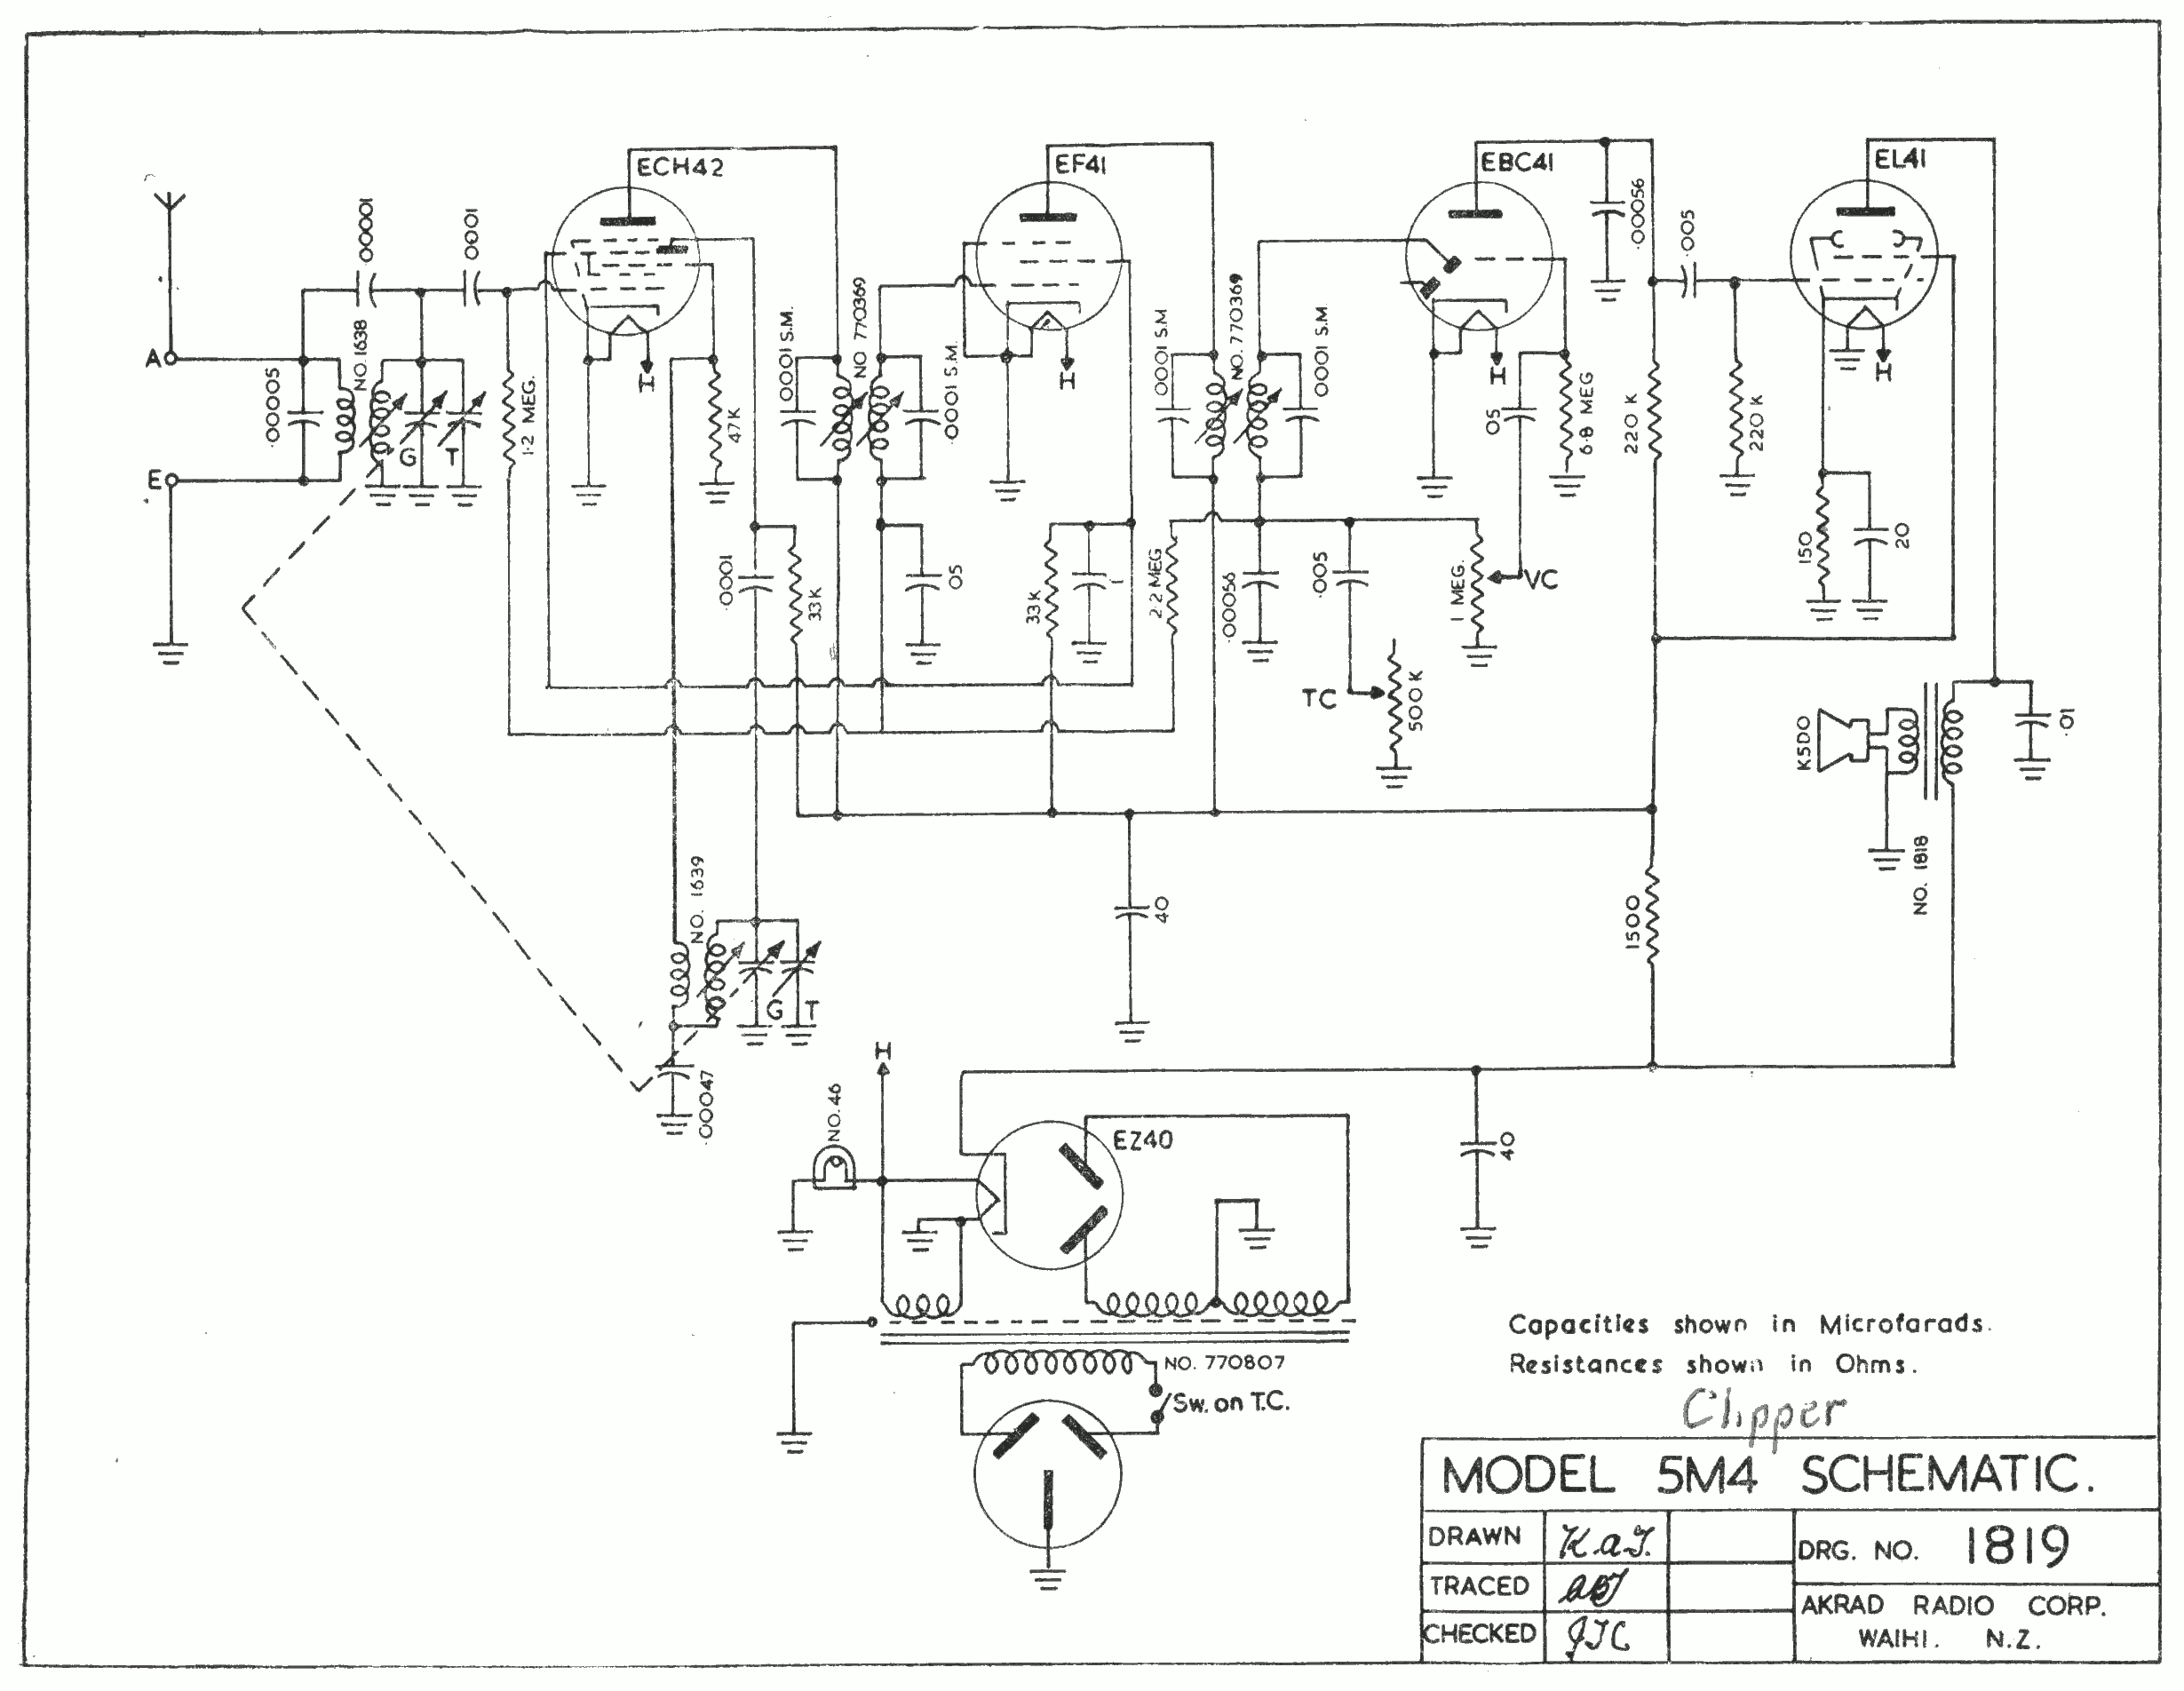 ECH42
EF41
EBC41
EL41
.00001
.0001
.00056
.005
A
.00005
NO. 1638
G
T
1·2 MEG.
I
47K
.0001 S.M.
NO 770369
.0001 S.M.
I
.0001 S.M
NO. 770369
.0001 S.M.
I
.05
6·8 MEG
220 K
220 K
I
E
.0001
33K
.05
33K
2·2 MEG
.00056
.005
1 MEG.
VC
150
20
TC
500K
K5DO
.01
NO. 1818
NO. 1639
G
T
.00047
40
1500
I
NO. 46
EZ40
40
NO. 770807
Sw. on T.C.
Capacities shown in Microfarads.
Resistances shown in Ohms.
Clipper
MODEL 5M4 SCHEMATIC.
DRAWN K.a.J.
DRG. NO. 1819
TRACED
CHECKED JTC
AKRAD RADIO CORP.
WAIHI. N.Z.